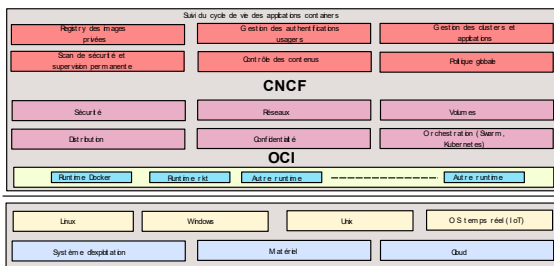 Suivi du cycle de vie des applications containers
Registry des images
privées
Gestion des authentifications
usagers
Gestion des clusters et
applications
Scan de sécurité et
supervision permanente
Contrôle des contenus
Politique globale
CNCF
Sécurité
Réseaux
Volumes
Distribution
Confidentialité
Orchestration (Swarm,
Kubernetes)
OCI
Runtime Docker
Runtime rkt
Autre runtime
Autre runtime
Linux
Windows
Unix
OS temps réel (IoT)
Système d'exploitation
Matériel
Cloud